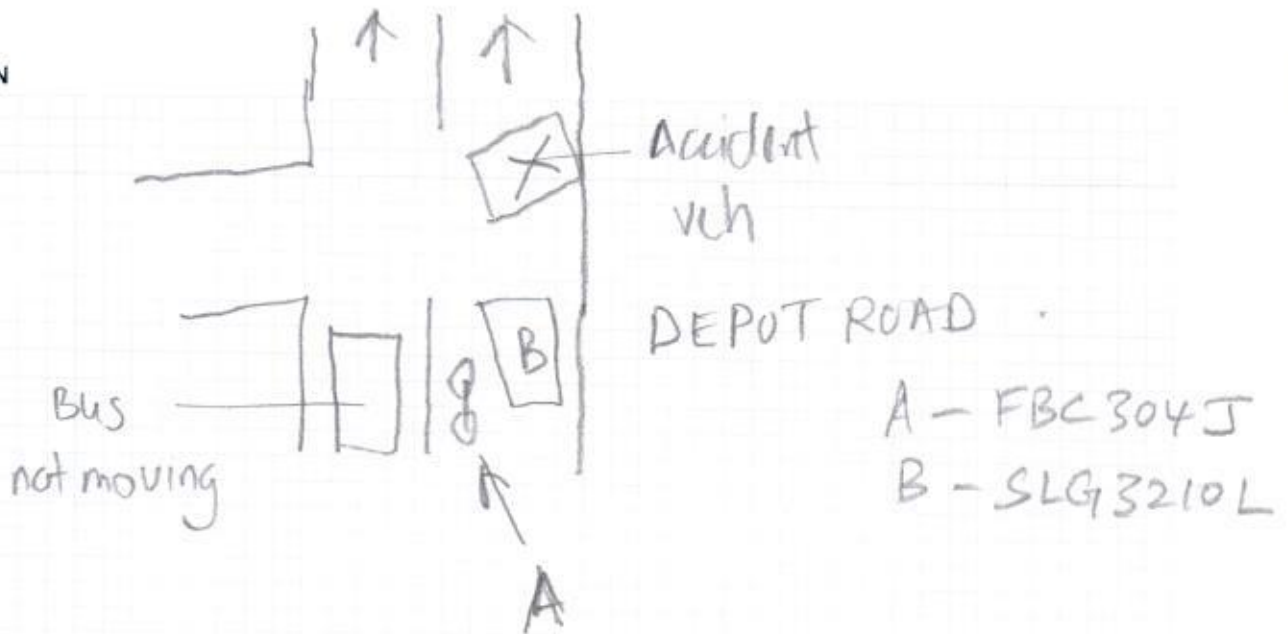 N
Accident
veh
DEPOT ROAD
B
Bus
not moving
A - FBC304J
B - SLG3210L
A